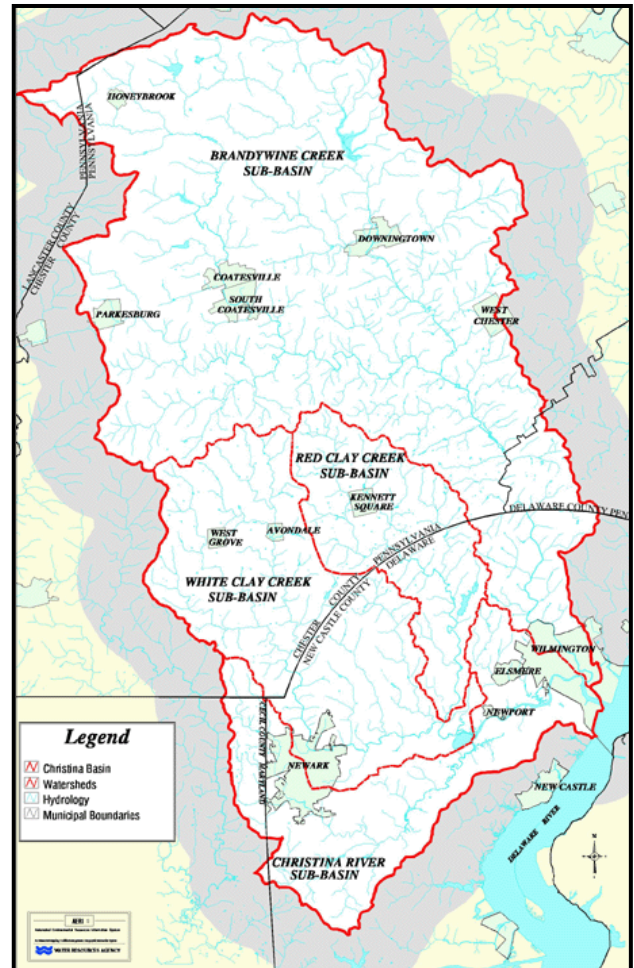 HONEYBROOK
PENNSYLVANIA
PENNSYLVANIA
BRANDYWINE CREEK
SUB-BASIN
LANCASTER COUNTY
CHESTER COUNTY
DOWNINGTOWN
COATESVILLE
SOUTH
COATESVILLE
PARKESBURG
WEST
CHESTER
RED CLAY CREEK
SUB-BASIN
KENNETT
SQUARE
WEST
GROVE
AVONDALE
DELAWARE COUNTY PEN
PENNSYLVANIA
DELAWARE
WHITE CLAY CREEK
SUB-BASIN
CHESTER COUNTY
NEW CASTLE COUNTY
WILMINGTON
ELSMERE
NEWPORT
CECIL COUNTY MARYLAND
NEWARK
NEW CASTLE
DELAWARE RIVER
CHRISTINA RIVER
SUB-BASIN
N
Legend
Christina Basin
Watersheds
Hydrology
Municipal Boundaries
WATER RESOURCES AGENCY